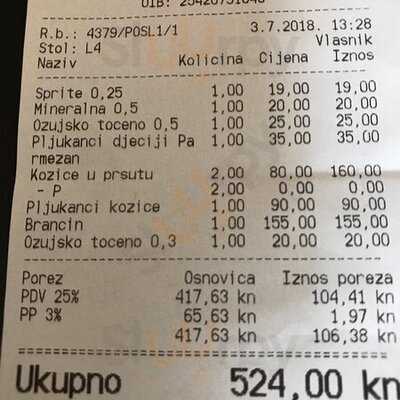 OIB: 25426751646
R.b.: 4379/POSL1/1 3.7.2018. 13:28
Stol: L4 Vlasnik
Naziv Kolicina Cijena Iznos
Sprite 0,25 1,00 19,00 19,00
Mineralna 0,5 1,00 20,00 20,00
Ozujsko toceno 0,5 1,00 25,00 25,00
Pljukanci djeciji Pa 1,00 35,00 35,00
rmezan
Kozice u prsutu 2,00 80,00 160,00
- P 2,00 0,00 0,00
Pljukanci kozice 1,00 90,00 90,00
Brancin 1,00 155,00 155,00
Ozujsko toceno 0,3 1,00 20,00 20,00
Porez Osnovica Iznos poreza
PDV 25% 417,63 kn 104,41 kn
PP 3% 65,63 kn 1,97 kn
417,63 kn 106,38 kn
Ukupno 524,00 kn